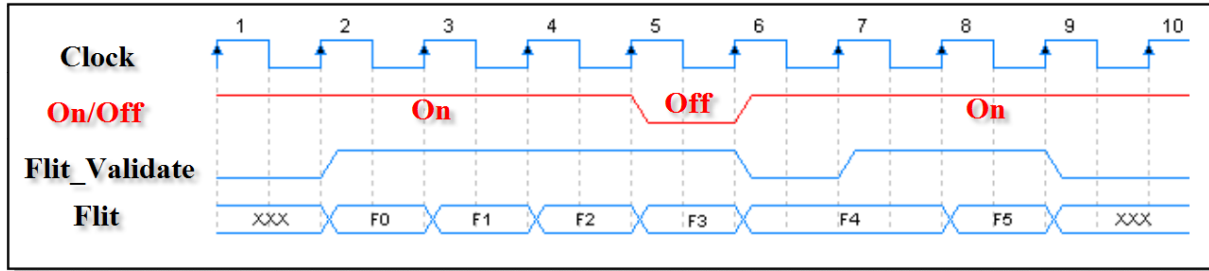 1 2 3 4 5 6 7 8 9 10
Clock
On/Off On Off On
Flit_Validate
Flit XXX F0 F1 F2 F3 F4 F5 XXX